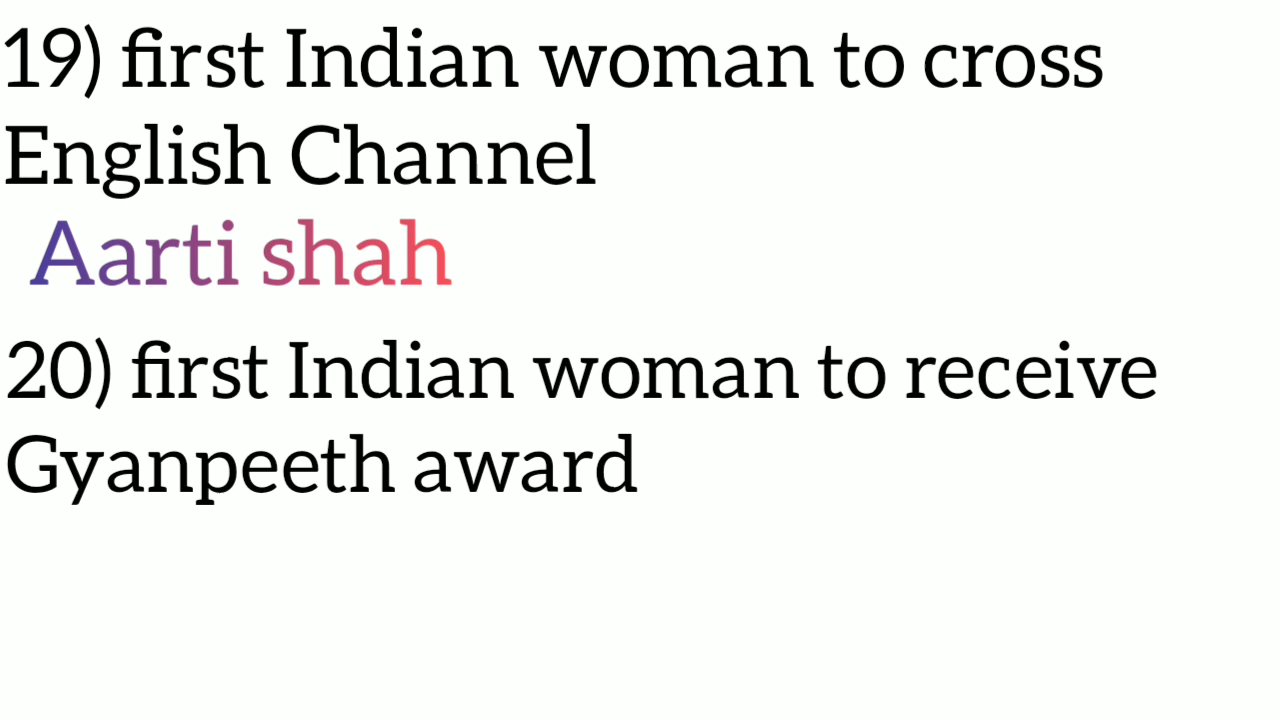 19) first Indian woman to cross
English Channel
Aarti shah
20) first Indian woman to receive
Gyanpeeth award